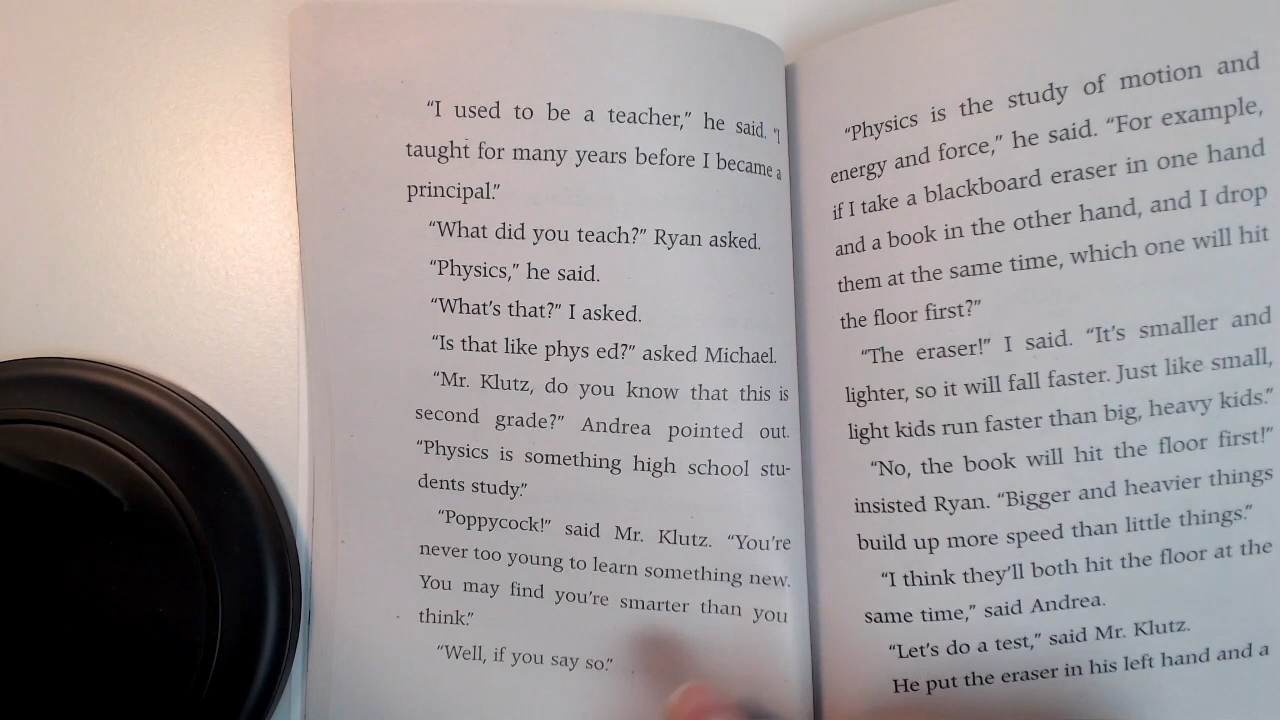 “I used to be a teacher,” he said. “I
taught for many years before I became a
principal.”
“What did you teach?” Ryan asked.
“Physics,” he said.
“What’s that?” I asked.
“Is that like phys ed?” asked Michael.
“Mr. Klutz, do you know that this is
second grade?” Andrea pointed out.
“Physics is something high school stu-
dents study.”
“Poppycock!” said Mr. Klutz. “You’re
never too young to learn something new.
You may find you’re smarter than you
think.”
“Well, if you say so.”
“Physics is the study of motion and
energy and force,” he said. “For example,
if I take a blackboard eraser in one hand
and a book in the other hand, and I drop
them at the same time, which one will hit
the floor first?”
“The eraser!” I said. “It’s smaller and
lighter, so it will fall faster. Just like small,
light kids run faster than big, heavy kids.”
“No, the book will hit the floor first!”
insisted Ryan. “Bigger and heavier things
build up more speed than little things.”
“I think they’ll both hit the floor at the
same time,” said Andrea.
“Let’s do a test,” said Mr. Klutz.
He put the eraser in his left hand and a